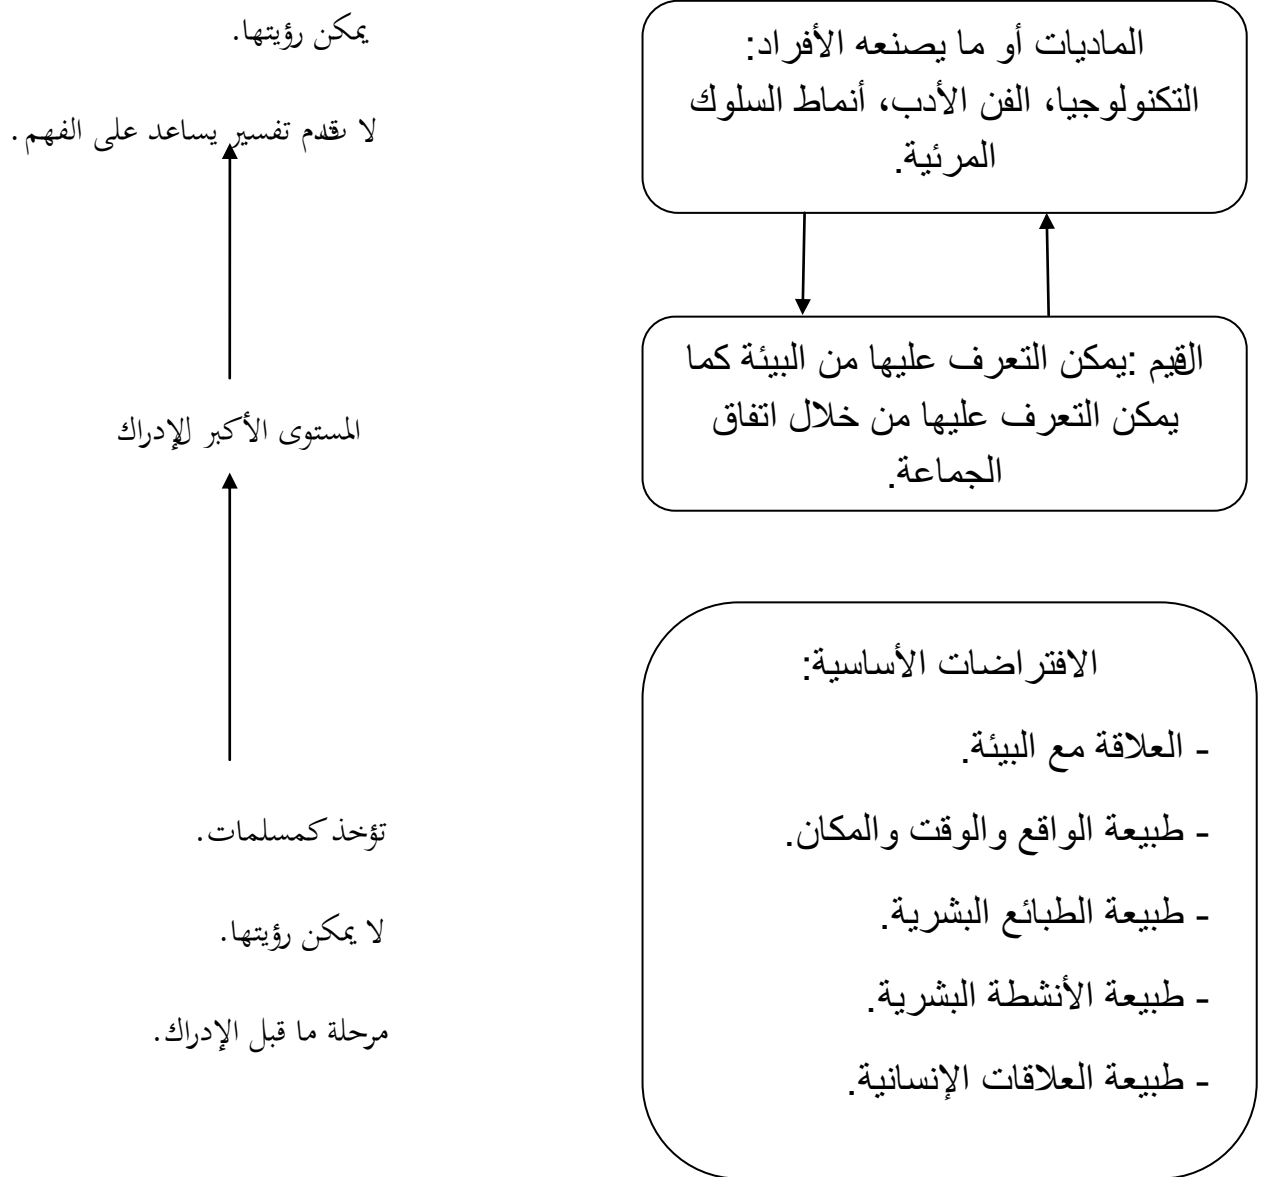 الماديات أو ما يصنعه الأفراد:
التكنولوجيا، الفن الأدب، أنماط السلوك
المرئية.
يمكن رؤيتها.
لا تقدم تفسير يساعد على الفهم.
القيم :يمكن التعرف عليها من البيئة كما
يمكن التعرف عليها من خلال اتفاق
الجماعة.
المستوى الأكبر للإدراك
الافتراضات الأساسية:
- العلاقة مع البيئة.
- طبيعة الواقع والوقت والمكان.
- طبيعة الطبائع البشرية.
- طبيعة الأنشطة البشرية.
- طبيعة العلاقات الإنسانية.
تؤخذ كمسلمات.
لا يمكن رؤيتها.
مرحلة ما قبل الإدراك.